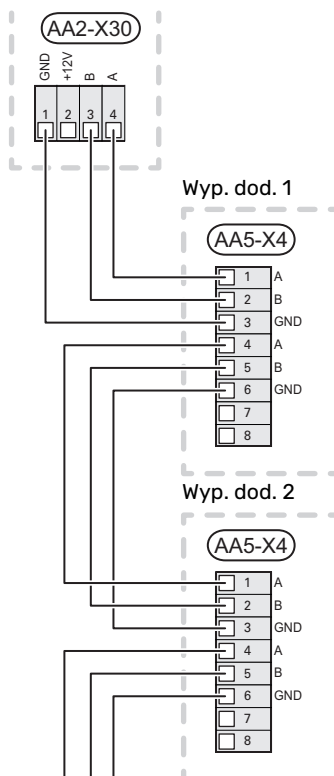 AA2-X30
GND +12V B A
1 2 3 4
Wyp. dod. 1
AA5-X4
1 A
2 B
3 GND
4 A
5 B
6 GND
7
8
Wyp. dod. 2
AA5-X4
1 A
2 B
3 GND
4 A
5 B
6 GND
7
8